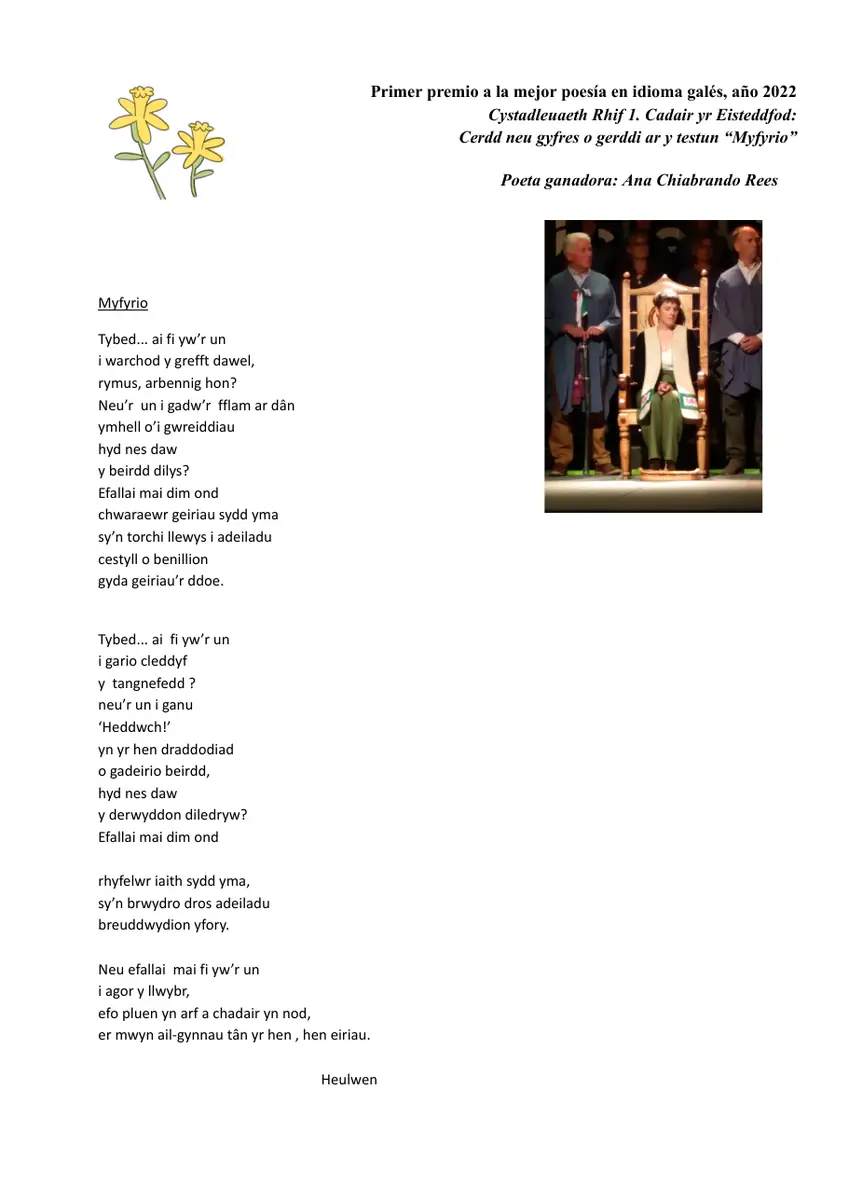 Primer premio a la mejor poesía en idioma galés, año 2022
Cystadleuaeth Rhif 1. Cadair yr Eisteddfod:
Cerdd neu gyfres o gerddi ar y testun “Myfyrio”
Poeta ganadora: Ana Chiabrando Rees
Myfyrio
Tybed... ai fi yw’r un
i warchod y grefft dawel,
rymus, arbennig hon?
Neu’r un i gadw’r fflam ar dân
ymhell o’i gwreiddiau
hyd nes daw
y beirdd dilys?
Efallai mai dim ond
chwaraewr geiriau sydd yma
sy’n torchi llewys i adeiladu
cestyll o benillion
gyda geiriau’r ddoe.
Tybed... ai fi yw’r un
i gario cleddyf
y tangnefedd ?
neu’r un i ganu
‘Heddwch!’
yn yr hen draddodiad
o gadeirio beirdd,
hyd nes daw
y derwyddon diledryw?
Efallai mai dim ond
rhyfelwr iaith sydd yma,
sy’n brwydro dros adeiladu
breuddwydion yfory.
Neu efallai mai fi yw’r un
i agor y llwybr,
efo pluen yn arf a chadair yn nod,
er mwyn ail-gynnau tân yr hen , hen eiriau.
Heulwen